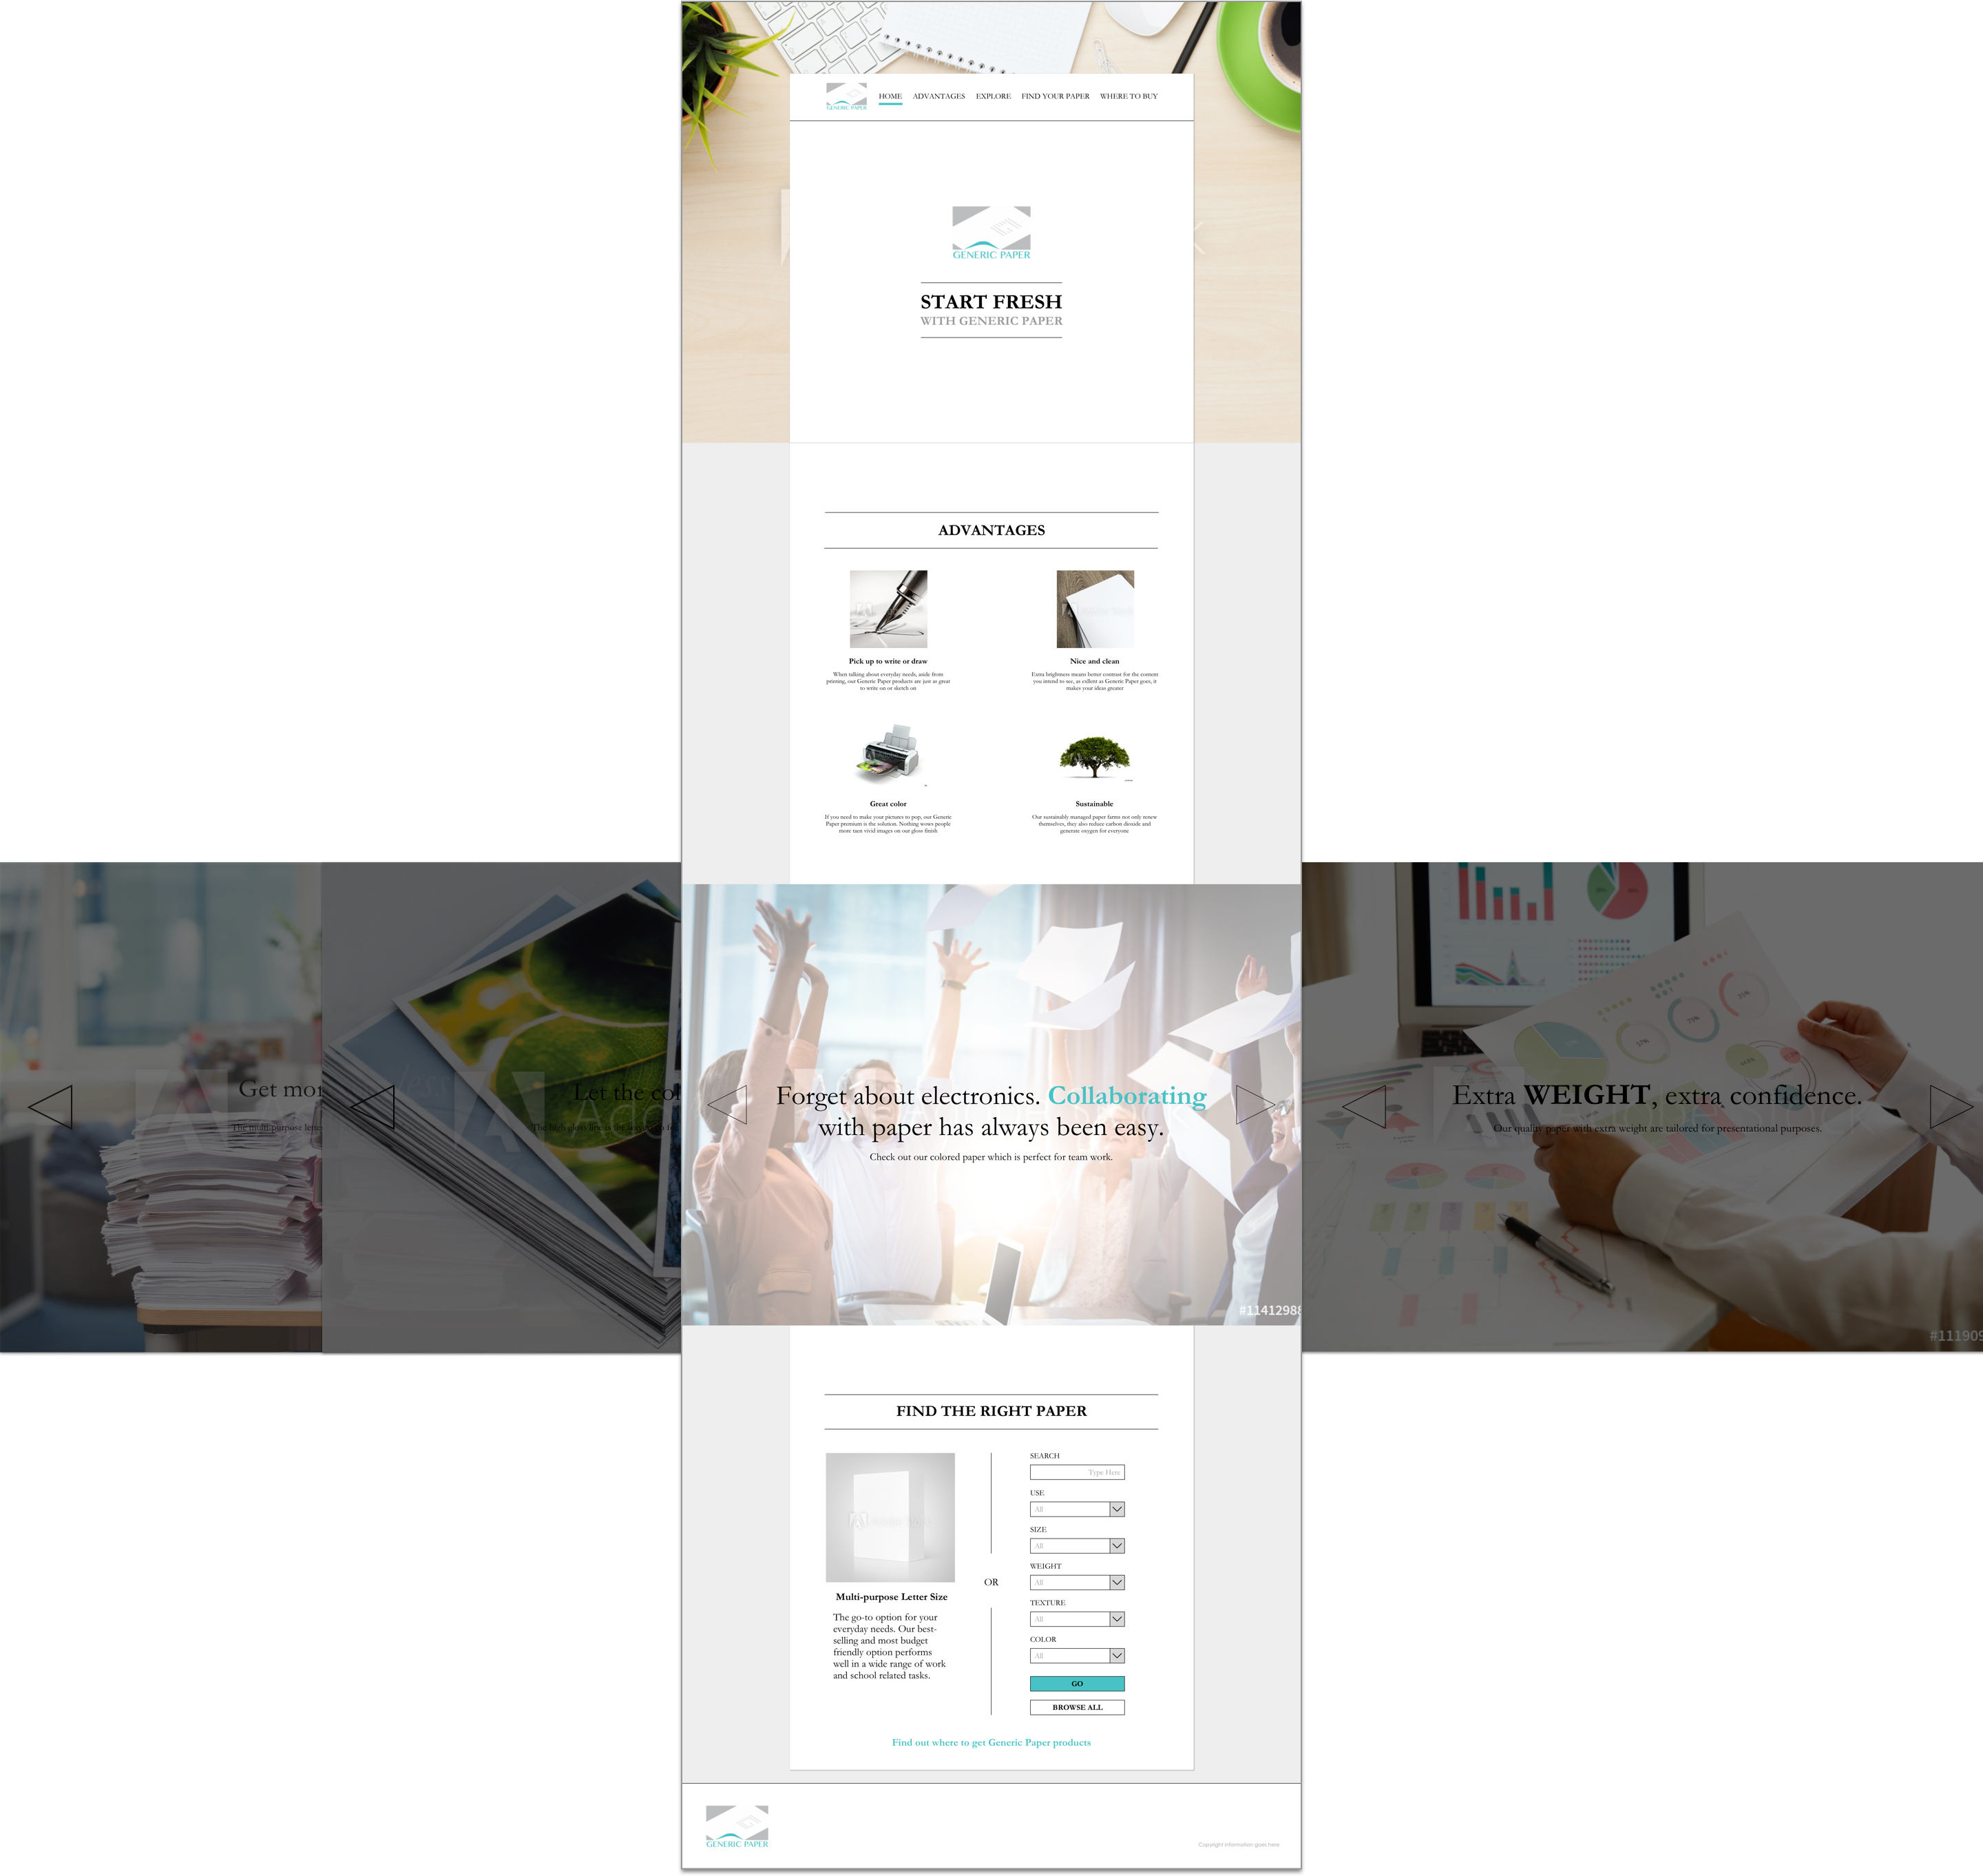 GENERIC PAPER
HOME ADVANTAGES EXPLORE FIND YOUR PAPER WHERE TO BUY
GENERIC PAPER
START FRESH
WITH GENERIC PAPER
ADVANTAGES
Pick up to write or draw
When talking about everyday needs, aside from
printing, our Generic Paper products are just as great
to write on or sketch on
Nice and clean
Extra brightness means better contrast for the content
you intend to see, as exllent as Generic Paper goes, it
makes your ideas greater
Great color
If you need to make your pictures to pop, our Generic
Paper premium is the solution. Nothing wows people
more taen vivid images on our gloss finish
Sustainable
Our sustainably managed paper farms not only renew
themselves, they also reduce carbon dioxide and
generate oxygen for everyone
Get mor
The multi-purpose lette
Let the col
The high gloss line is the
Forget about electronics. Collaborating
with paper has always been easy.
Check out our colored paper which is perfect for team work.
#11412988
Extra WEIGHT, extra confidence.
Our quality paper with extra weight are tailored for presentational purposes.
#111909
FIND THE RIGHT PAPER
Multi-purpose Letter Size
The go-to option for your
everyday needs. Our best-
selling and most budget
friendly option performs
well in a wide range of work
and school related tasks.
OR
SEARCH
Type Here
USE
All
SIZE
All
WEIGHT
All
TEXTURE
All
COLOR
All
GO
BROWSE ALL
Find out where to get Generic Paper products
GENERIC PAPER
Copyright information goes here